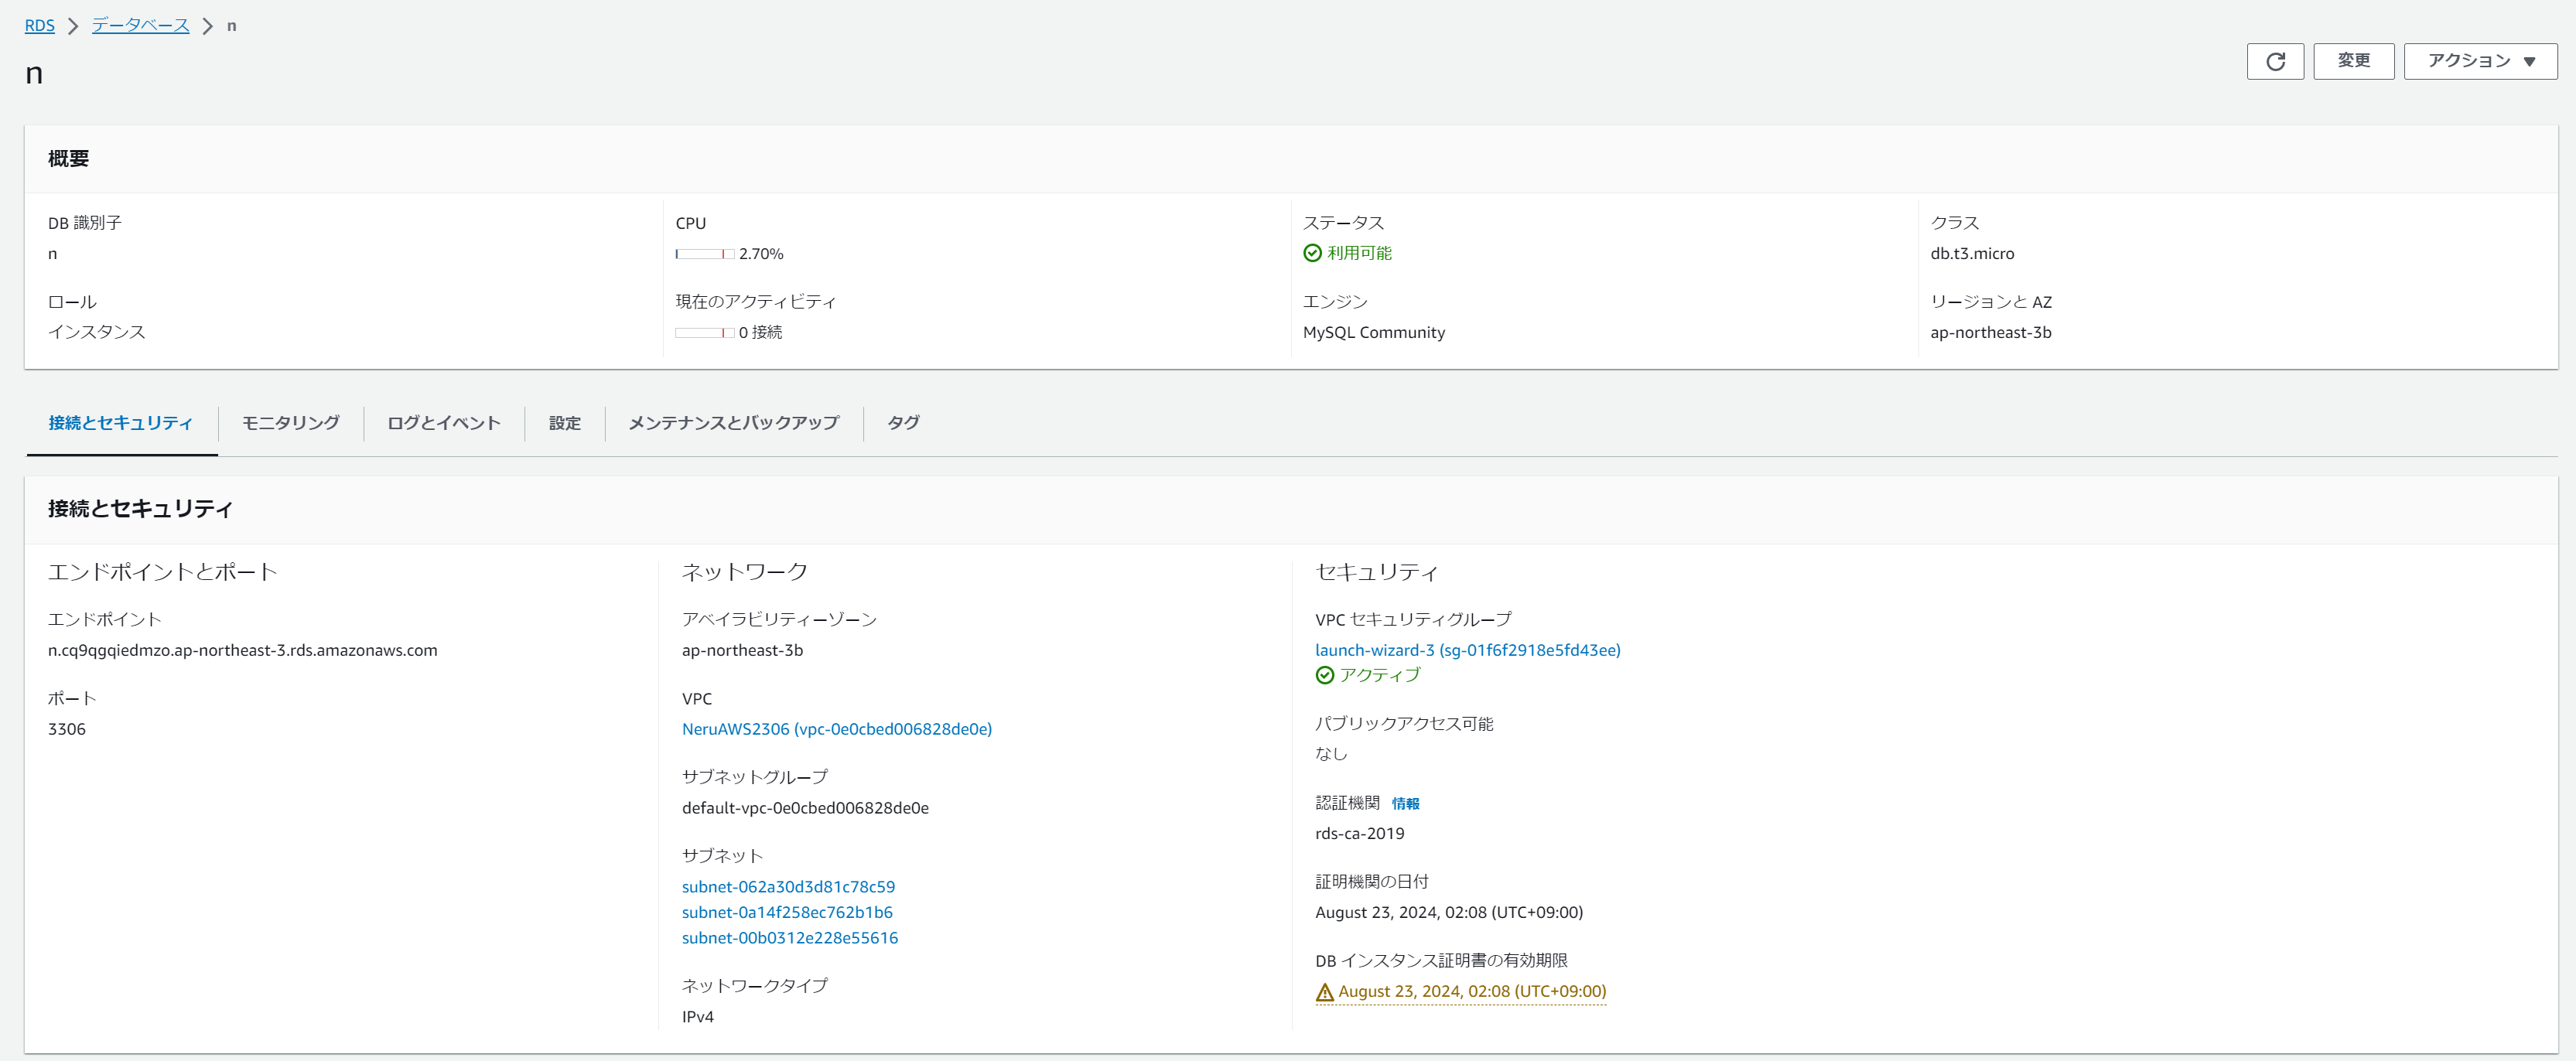 RDS > データベース > n
n
変更
アクション ▼
概要
DB 識別子
n
CPU
2.70%
ステータス
利用可能
クラス
db.t3.micro
ロール
インスタンス
現在のアクティビティ
0 接続
エンジン
MySQL Community
リージョンと AZ
ap-northeast-3b
接続とセキュリティ
モニタリング
ログとイベント
設定
メンテナンスとバックアップ
タグ
接続とセキュリティ
エンドポイントとポート
エンドポイント
n.cq9qgqiedmzo.ap-northeast-3.rds.amazonaws.com
ポート
3306
ネットワーク
アベイラビリティーゾーン
ap-northeast-3b
VPC
NeruAWS2306 (vpc-0e0cbed006828de0e)
サブネットグループ
default-vpc-0e0cbed006828de0e
サブネット
subnet-062a30d3d81c78c59
subnet-0a14f258ec762b1b6
subnet-00b0312e228e55616
ネットワークタイプ
IPv4
セキュリティ
VPC セキュリティグループ
launch-wizard-3 (sg-01f6f2918e5fd43ee)
アクティブ
パブリックアクセス可能
なし
認証機関 情報
rds-ca-2019
証明機関の日付
August 23, 2024, 02:08 (UTC+09:00)
DB インスタンス証明書の有効期限
August 23, 2024, 02:08 (UTC+09:00)